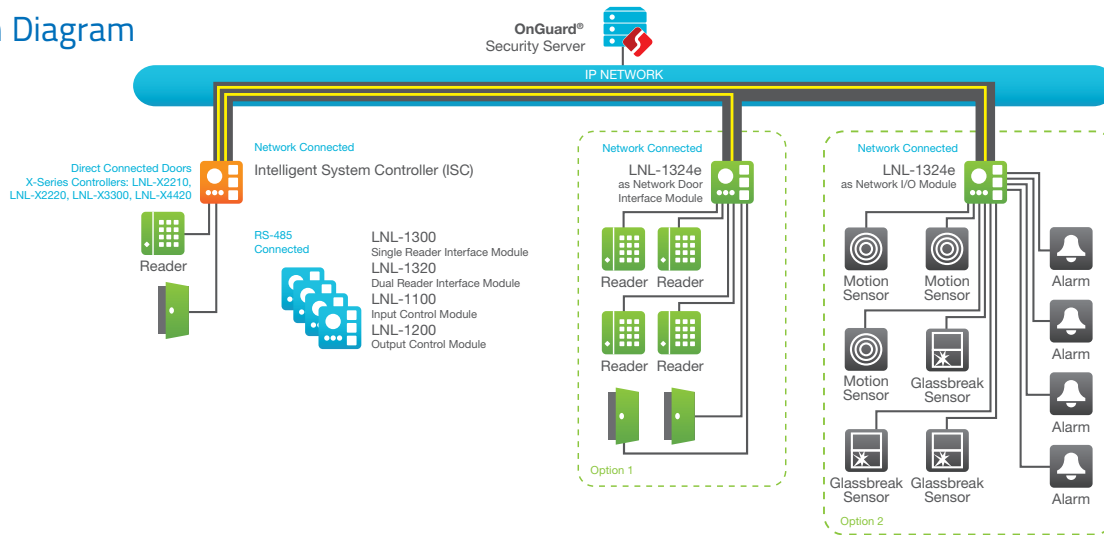 Diagram
OnGuard®
Security Server
IP NETWORK
Direct Connected Doors
X-Series Controllers: LNL-X2210,
LNL-X2220, LNL-X3300, LNL-X4420
Network Connected
Intelligent System Controller (ISC)
Reader
RS-485
Connected
LNL-1300
Single Reader Interface Module
LNL-1320
Dual Reader Interface Module
LNL-1100
Input Control Module
LNL-1200
Output Control Module
Network Connected
LNL-1324e
as Network Door
Interface Module
Reader Reader
Reader Reader
Option 1
Network Connected
LNL-1324e
as Network I/O Module
Motion
Sensor
Motion
Sensor
Motion
Sensor
Glassbreak
Sensor
Glassbreak
Sensor
Glassbreak
Sensor
Alarm
Alarm
Alarm
Alarm
Option 2